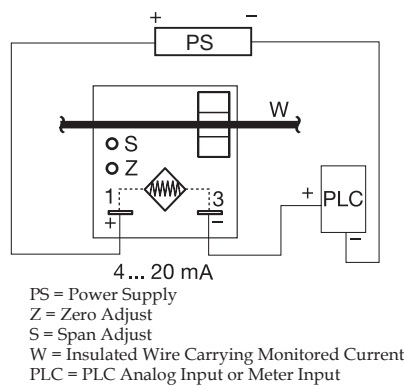 + −
PS
W
S
Z
1 3
+ −
+ PLC
−
4... 20 mA
PS = Power Supply
Z = Zero Adjust
S = Span Adjust
W = Insulated Wire Carrying Monitored Current
PLC = PLC Analog Input or Meter Input